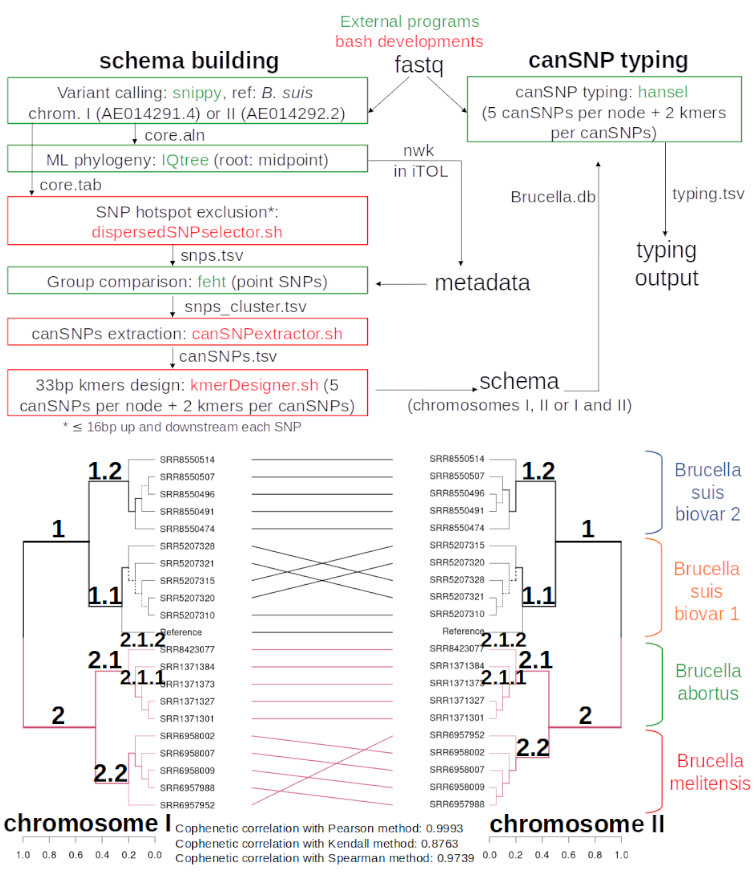 External programs
bash developments
schema building
fastq
canSNP typing
Variant calling: snippy, ref: B. suis
chrom. I (AE014291.4) or II (AE014292.2)
canSNP typing: hansel
(5 canSNPs per node + 2 kmers
per canSNPs)
core.aln
ML phylogeny: IQtree (root: midpoint)
nwk
in iTOL
core.tab
Brucella.db
typing.tsv
SNP hotspot exclusion*:
dispersedSNPselector.sh
typing
output
snps.tsv
Group comparison: feht (point SNPs)
metadata
snps_cluster.tsv
canSNPs extraction: canSNPextractor.sh
canSNPs.tsv
33bp kmers design: kmerDesigner.sh (5
canSNPs per node + 2 kmers per canSNPs)
schema
(chromosomes I, II or I and II)
* ≤ 16bp up and downstream each SNP
1
1.2
1.1
2
2.1
2.1.2
2.1.1
2.2
SRR8550514
SRR8550507
SRR8550496
SRR8550491
SRR8550474
SRR5207328
SRR5207321
SRR5207315
SRR5207320
SRR5207310
Reference
SRR8423077
SRR1371384
SRR1371373
SRR1371327
SRR1371301
SRR6958002
SRR6958007
SRR6958009
SRR6957988
SRR6957952
SRR8550514
SRR8550507
SRR8550496
SRR8550491
SRR8550474
SRR5207315
SRR5207320
SRR5207328
SRR5207321
SRR5207310
Reference
SRR8423077
SRR1371384
SRR1371373
SRR1371327
SRR1371301
SRR6957952
SRR6958002
SRR6958007
SRR6958009
SRR6957988
1.2
1
1.1
2.1.2
2.1
2.1.1
2
2.2
Brucella
suis
biovar 2
Brucella
suis
biovar 1
Brucella
abortus
Brucella
melitensis
chromosome I
1.0 0.8 0.6 0.4 0.2 0.0
Cophenetic correlation with Pearson method: 0.9993
Cophenetic correlation with Kendall method: 0.8763
Cophenetic correlation with Spearman method: 0.9739
chromosome II
0.0 0.2 0.4 0.6 0.8 1.0